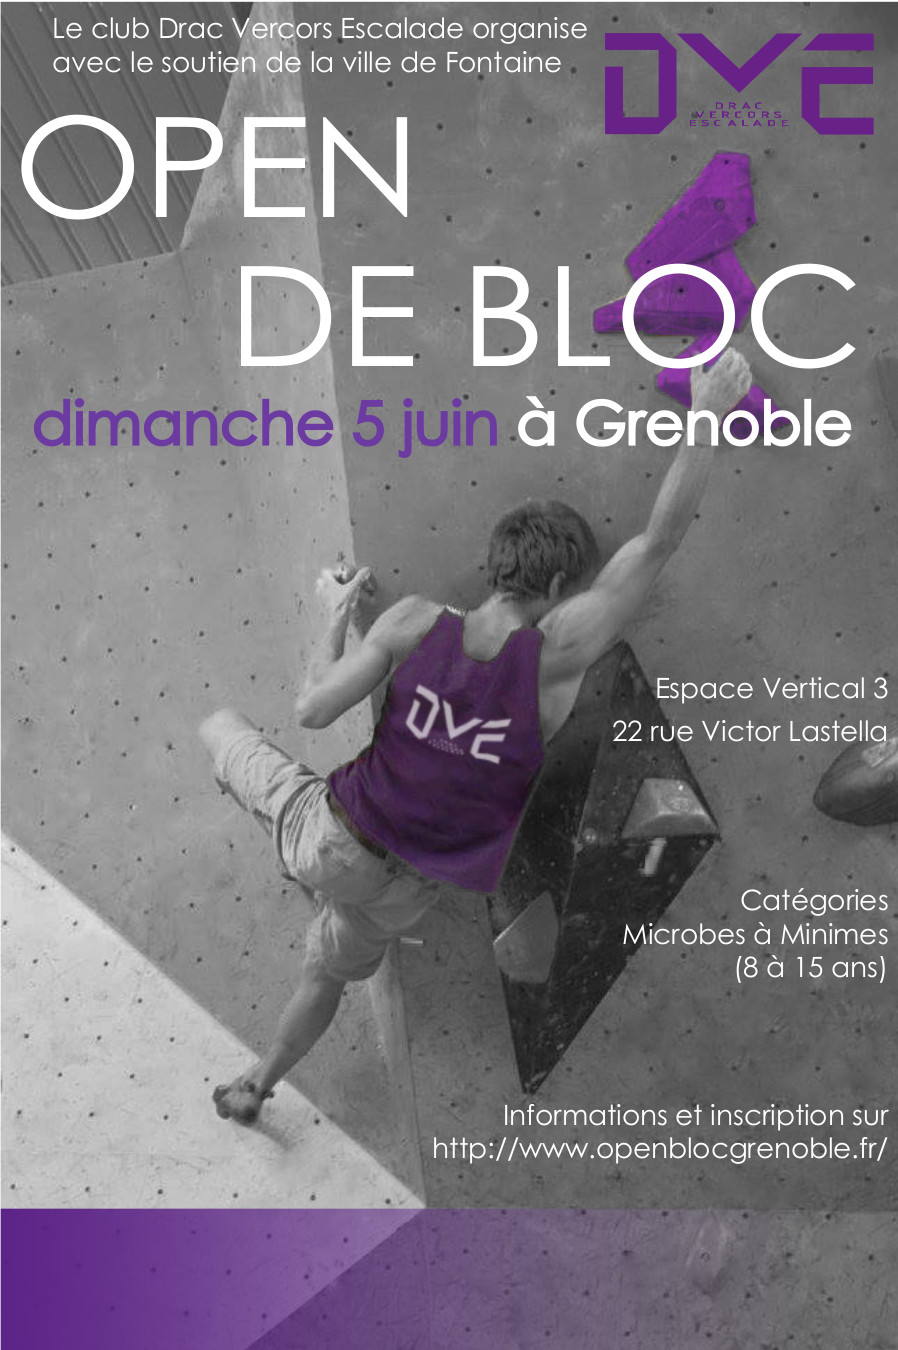 Le club Drac Vercors Escalade organise
avec le soutien de la ville de Fontaine
DVE
DRAC
VERCORS
ESCALADE
OPEN
DE BLOC
dimanche 5 juin à Grenoble
DVE
Espace Vertical 3
22 rue Victor Lastella
Catégories
Microbes à Minimes
(8 à 15 ans)
Informations et inscription sur
http://www.openblocgrenoble.fr/